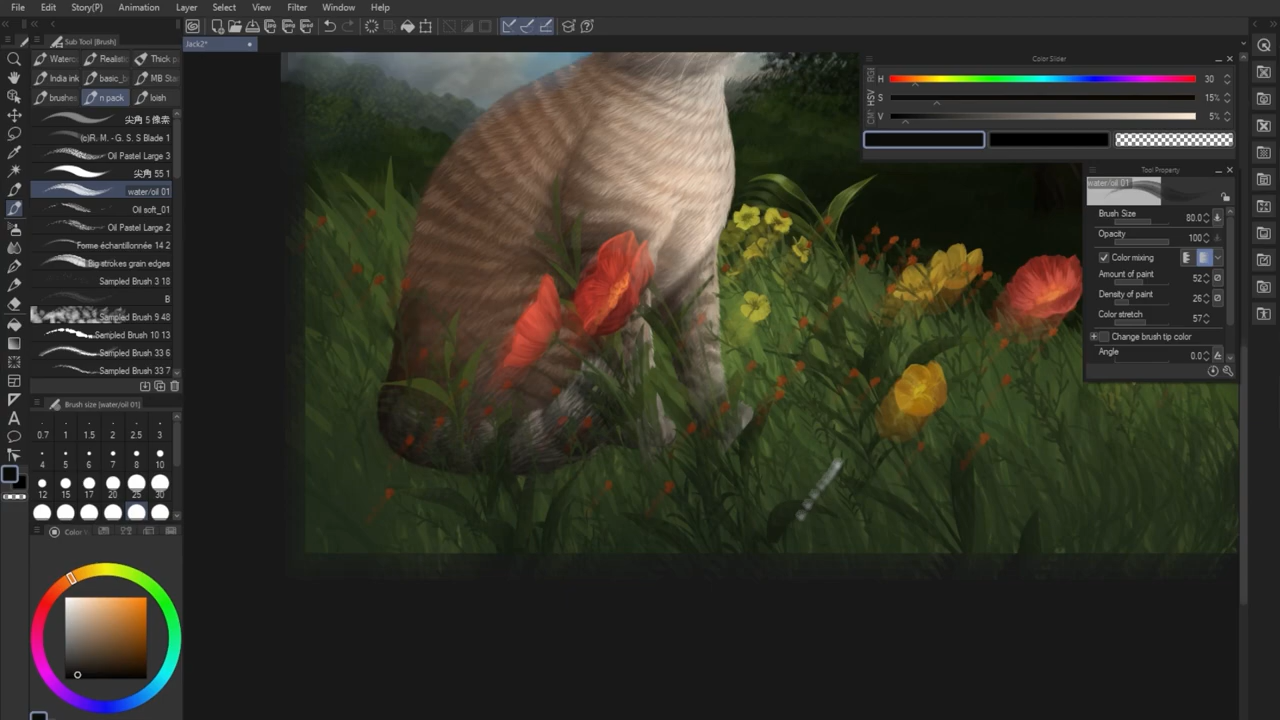 File Edit Story(P) Animation Layer Select View Filter Window Help
Sub Tool [Brush]
Jack2*
Waterc Realistic Thick p
India ink basic_b MB Sta
brushes n pack loish
尖角 5 像素
(c)R. M. - G. S. S Blade 1
Oil Pastel Large 3
尖角 55 1
water/oil 01
Oil soft_01
Oil Pastel Large 2
Forme échantillonnée 14 2
Big strokes grain edges
Sampled Brush 3 18
B
Sampled Brush 9 48
Sampled Brush 10 13
Sampled Brush 33 6
Sampled Brush 33 7
Brush size [water/oil 01]
0.7 1 1.5 2 2.5 3
4 5 6 7 8 10
12 15 17 20 25 30
Color
Color Slider
RGB
HSV
H 30
S 15%
V 5%
Tool Property
water/oil 01
Brush Size 80.0
Opacity 100
Color mixing
Amount of paint 52
Density of paint 26
Color stretch 57
Change brush tip color
Angle 0.0